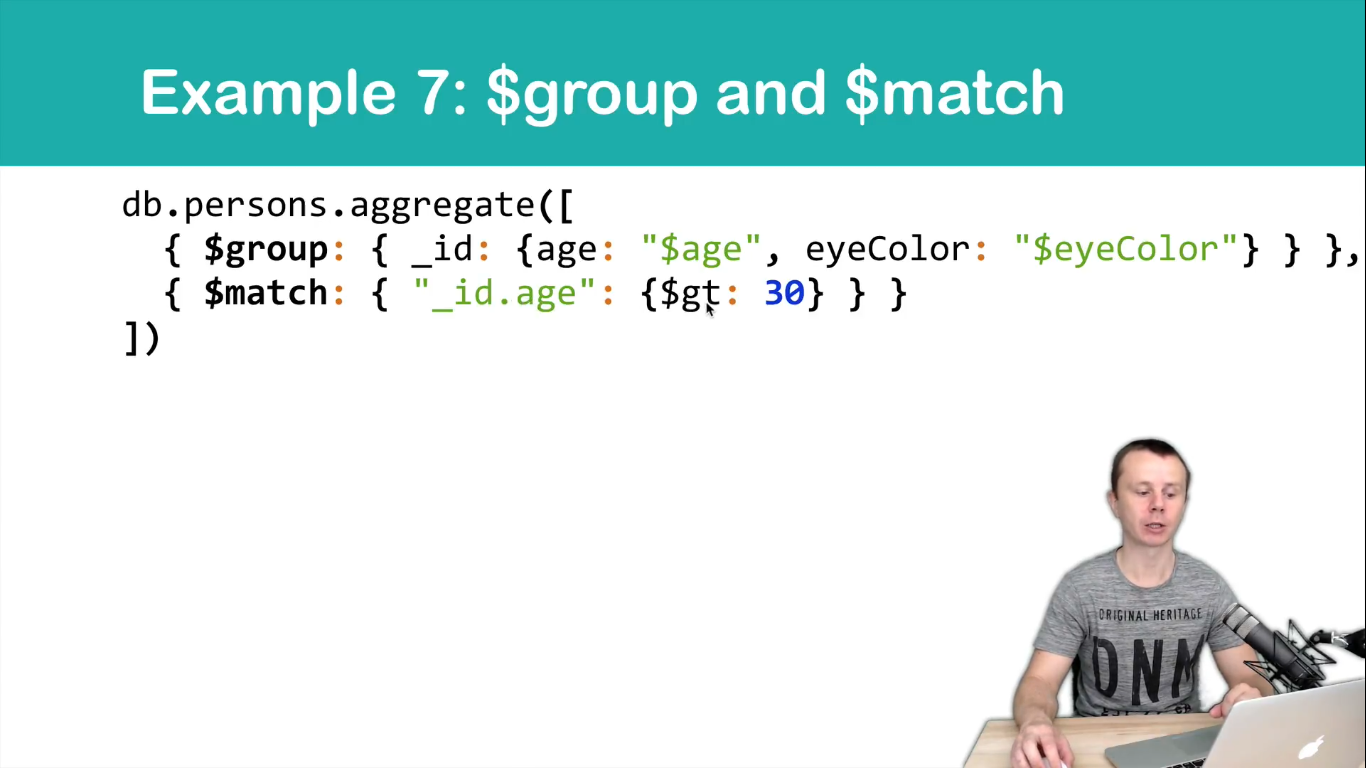 Example 7: $group and $match
db.persons.aggregate([
{ $group: { _id: {age: "$age", eyeColor: "$eyeColor"} } },
{ $match: { "_id.age": {$gt: 30} } }
])
ORIGINAL HERITAGE
DNM